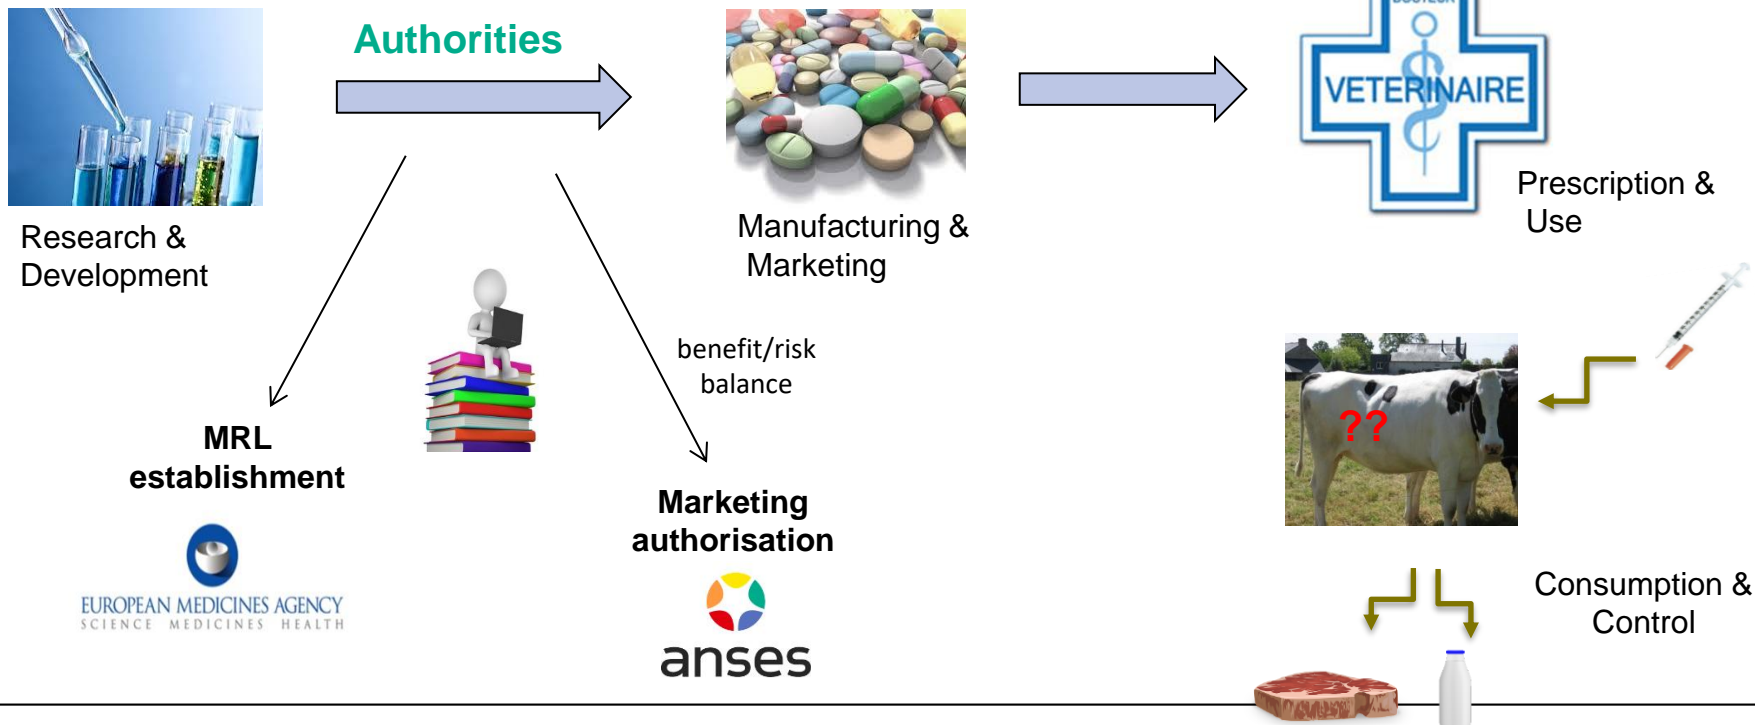 DOCTEUR
Authorities
VETERINAIRE
Research &
Development
Manufacturing &
Marketing
Prescription &
Use
benefit/risk
balance
??
MRL
establishment
Marketing
authorisation
EUROPEAN MEDICINES AGENCY
SCIENCE MEDICINES HEALTH
anses
Consumption &
Control